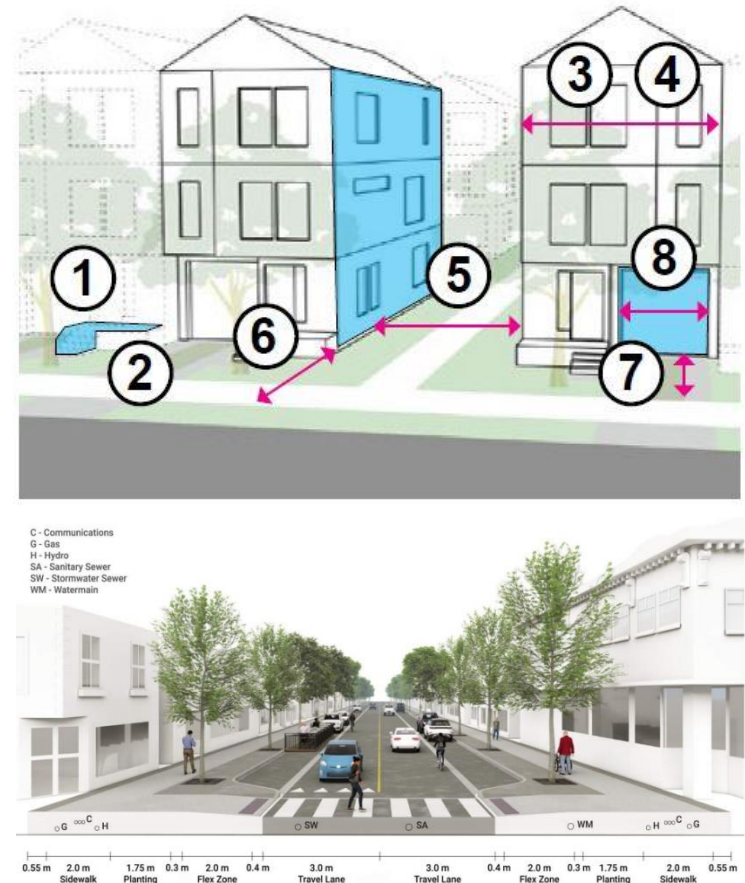 3
4
5
8
1
6
2
7
C - Communications
G - Gas
H - Hydro
SA - Sanitary Sewer
SW - Stormwater Sewer
WM - Watermain
G C H SW SA WM H C G
0.55 m 2.0 m 1.75 m 0.3 m 2.0 m 0.4 m 3.0 m 3.0 m 0.4 m 2.0 m 0.3 m 1.75 m 2.0 m 0.55 m
Sidewalk Planting Flex Zone Travel Lane Travel Lane Flex Zone Planting Sidewalk